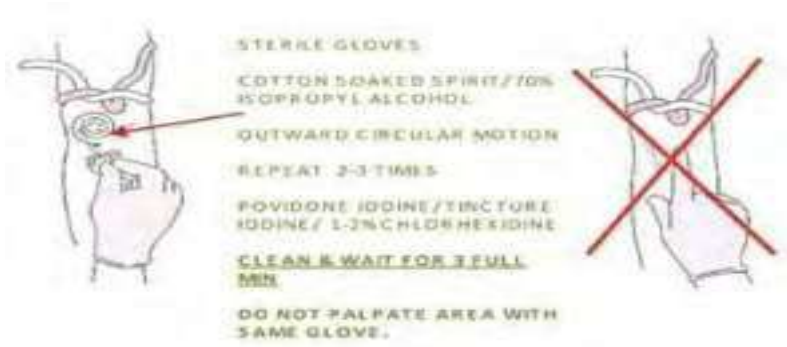 STERILE GLOVES
COTTON SOAKED SPIRIT/70%
ISOPROPYL ALCOHOL
OUTWARD CIRCULAR MOTION
REPEAT 2-3 TIMES
POVIDONE IODINE/TINCTURE
IODINE/ 1-2% CHLORHEXIDINE
CLEAN & WAIT FOR 3 FULL
MIN
DO NOT PALPATE AREA WITH
SAME GLOVE.